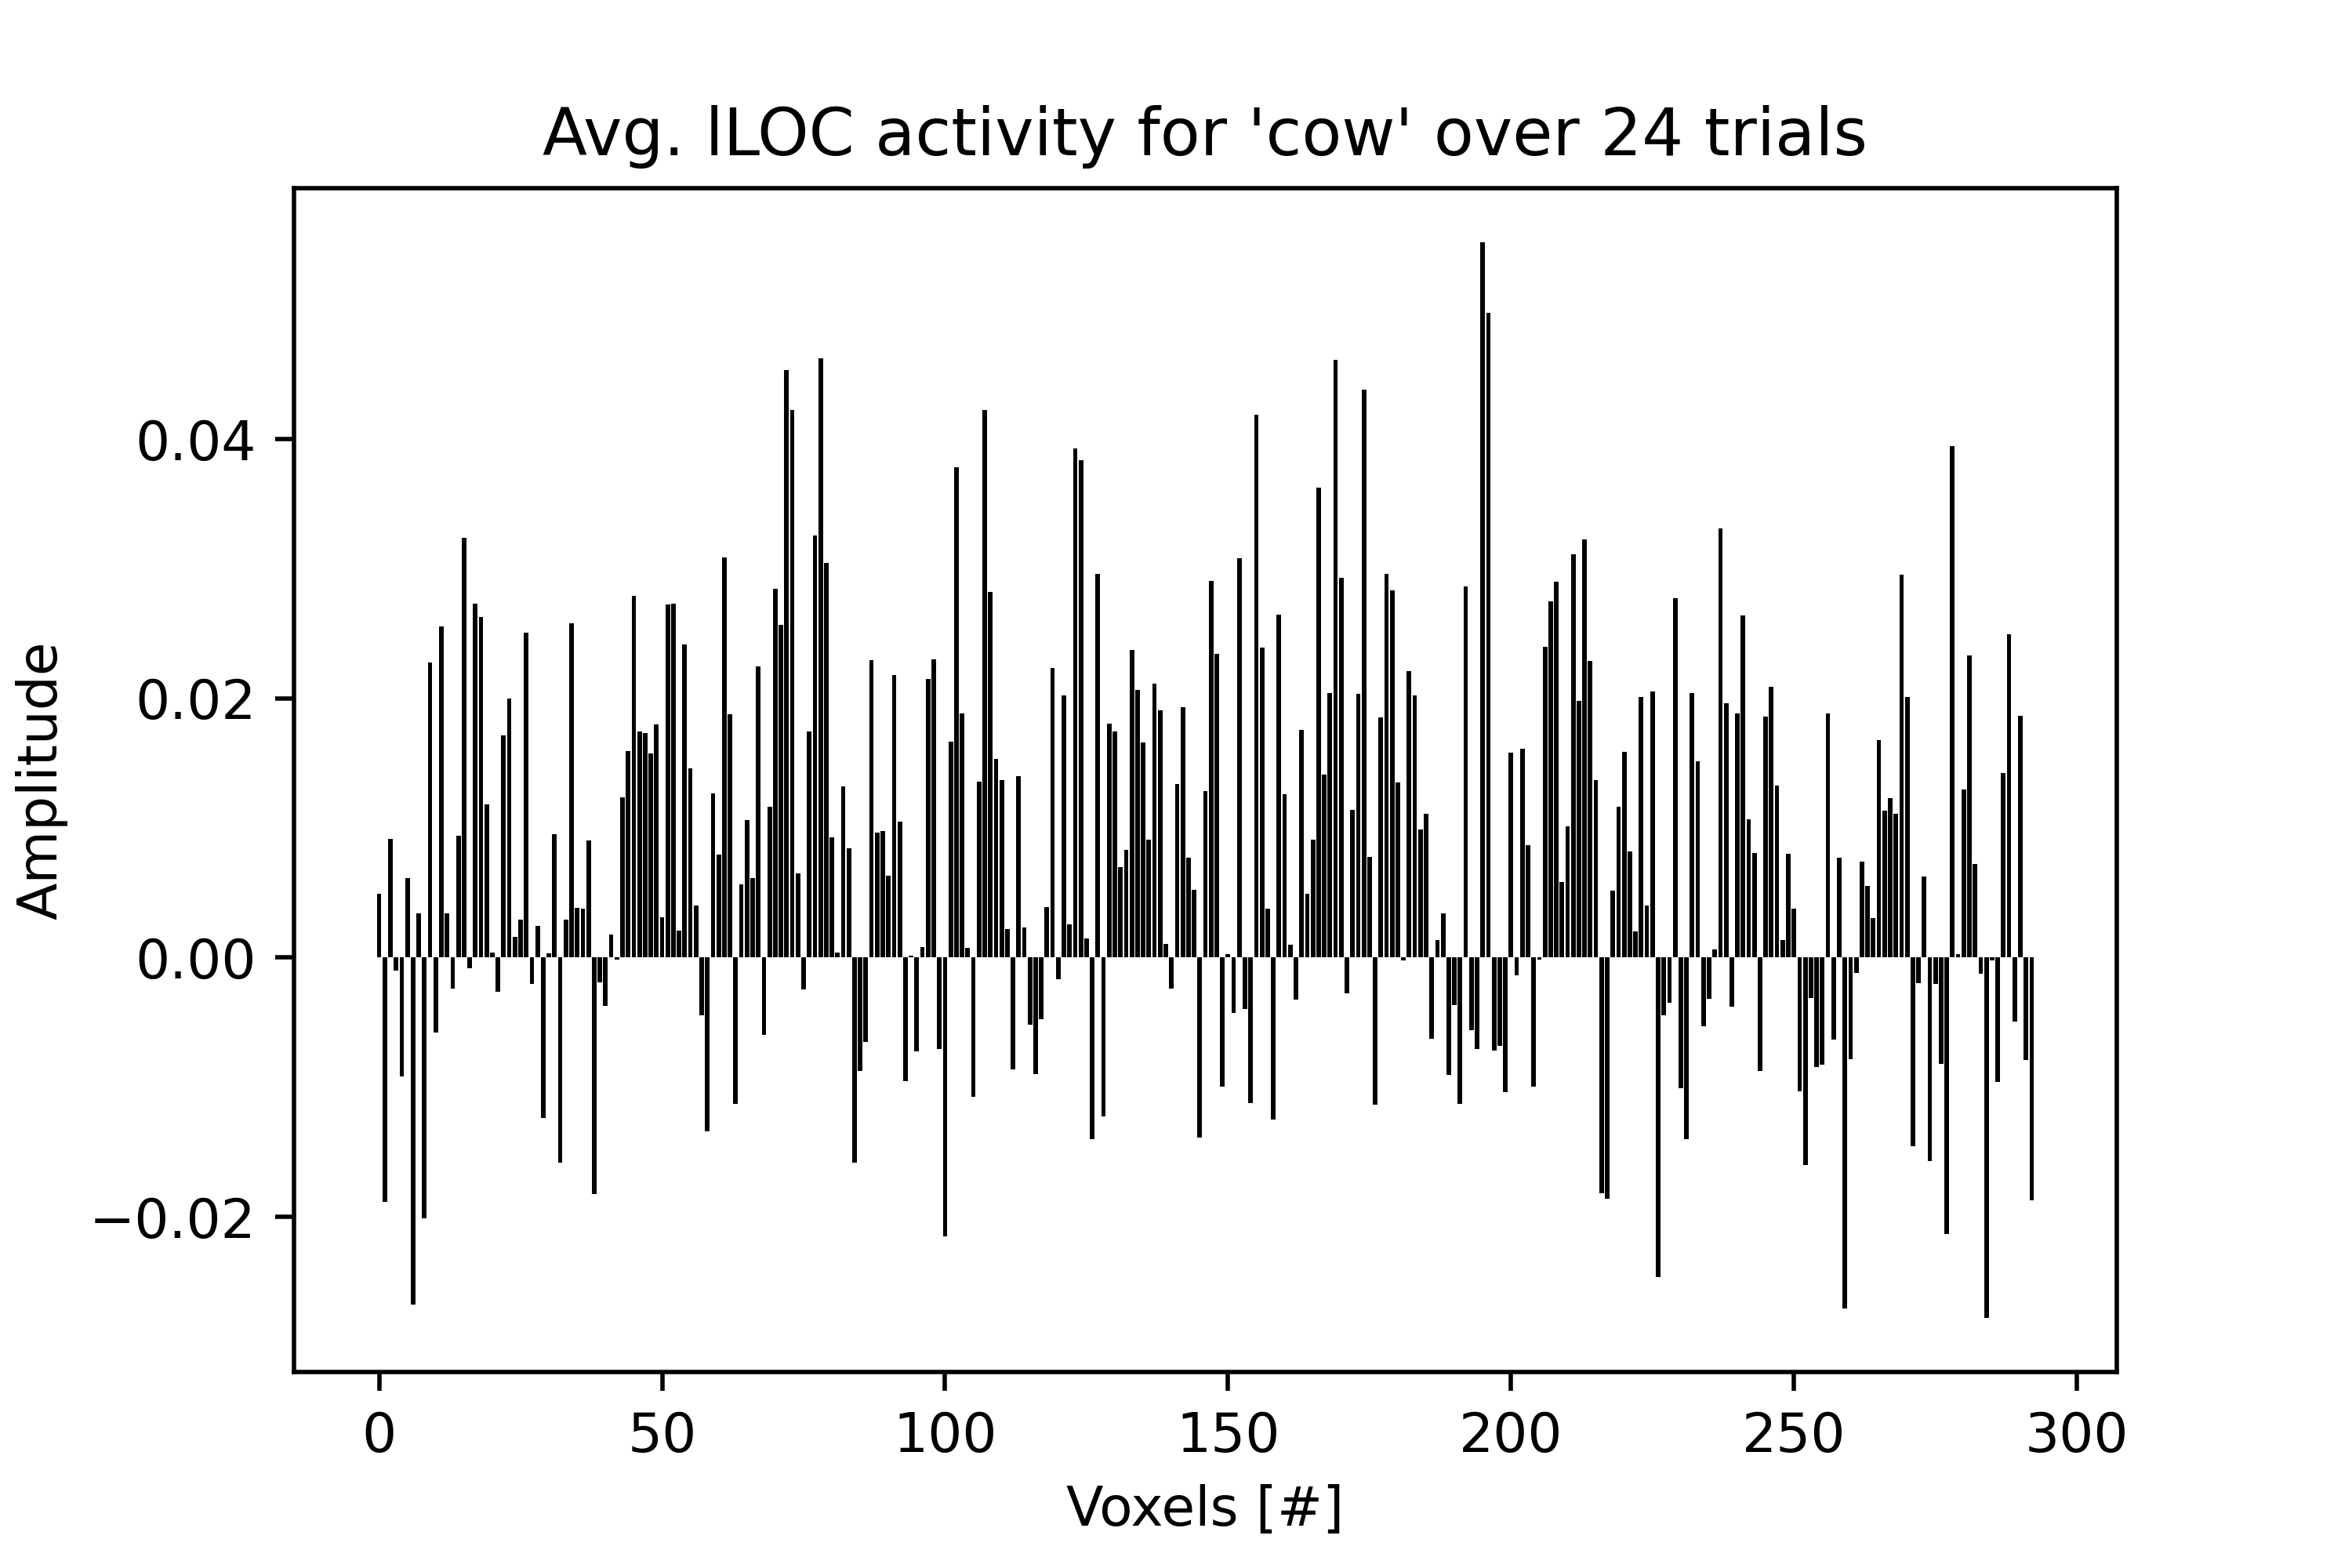 Avg. lLOC activity for 'cow' over 24 trials
Amplitude
0.04
0.02
0.00
−0.02
0 50 100 150 200 250 300
Voxels [#]